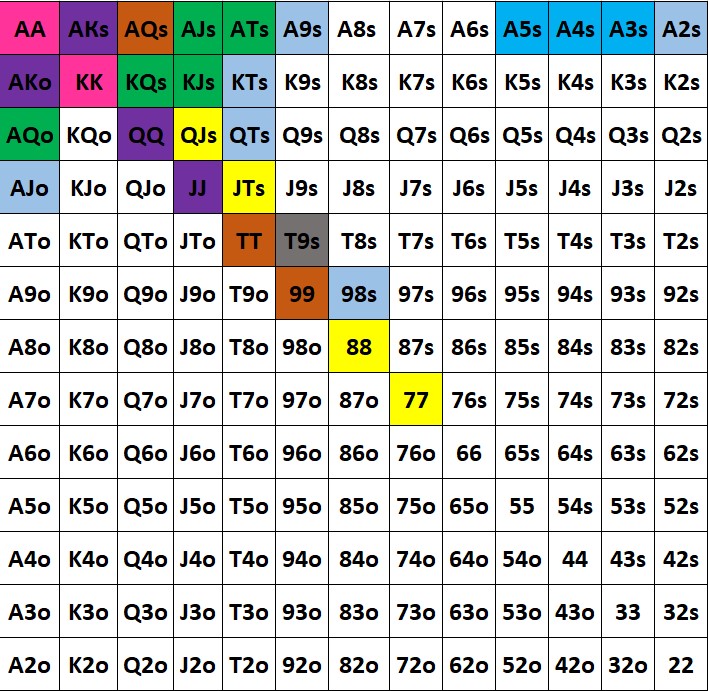 AA AKs AQs AJs ATs A9s A8s A7s A6s A5s A4s A3s A2s
AKo KK KQs KJs KTs K9s K8s K7s K6s K5s K4s K3s K2s
AQo KQo QQ QJs QTs Q9s Q8s Q7s Q6s Q5s Q4s Q3s Q2s
AJo KJo QJo JJ JTs J9s J8s J7s J6s J5s J4s J3s J2s
ATo KTo QTo JTo TT T9s T8s T7s T6s T5s T4s T3s T2s
A9o K9o Q9o J9o T9o 99 98s 97s 96s 95s 94s 93s 92s
A8o K8o Q8o J8o T8o 98o 88 87s 86s 85s 84s 83s 82s
A7o K7o Q7o J7o T7o 97o 87o 77 76s 75s 74s 73s 72s
A6o K6o Q6o J6o T6o 96o 86o 76o 66 65s 64s 63s 62s
A5o K5o Q5o J5o T5o 95o 85o 75o 65o 55 54s 53s 52s
A4o K4o Q4o J4o T4o 94o 84o 74o 64o 54o 44 43s 42s
A3o K3o Q3o J3o T3o 93o 83o 73o 63o 53o 43o 33 32s
A2o K2o Q2o J2o T2o 92o 82o 72o 62o 52o 42o 32o 22